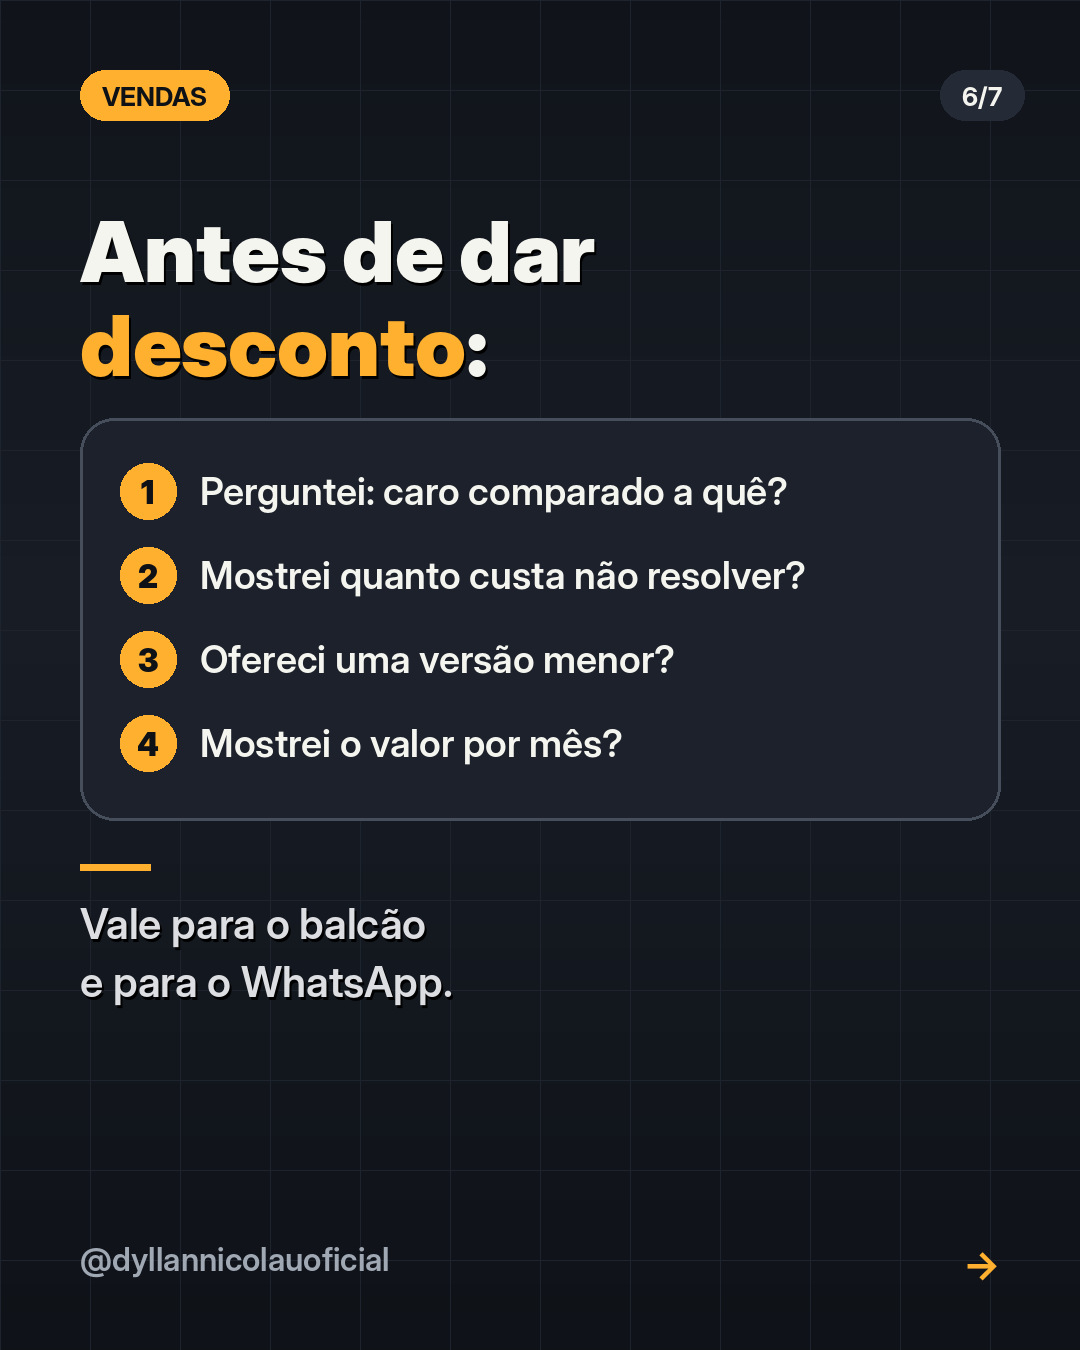 VENDAS
6/7
Antes de dar
desconto:
1 Perguntei: caro comparado a quê?
2 Mostrei quanto custa não resolver?
3 Ofereci uma versão menor?
4 Mostrei o valor por mês?
Vale para o balcão
e para o WhatsApp.
@dyllannicolauoficial
→